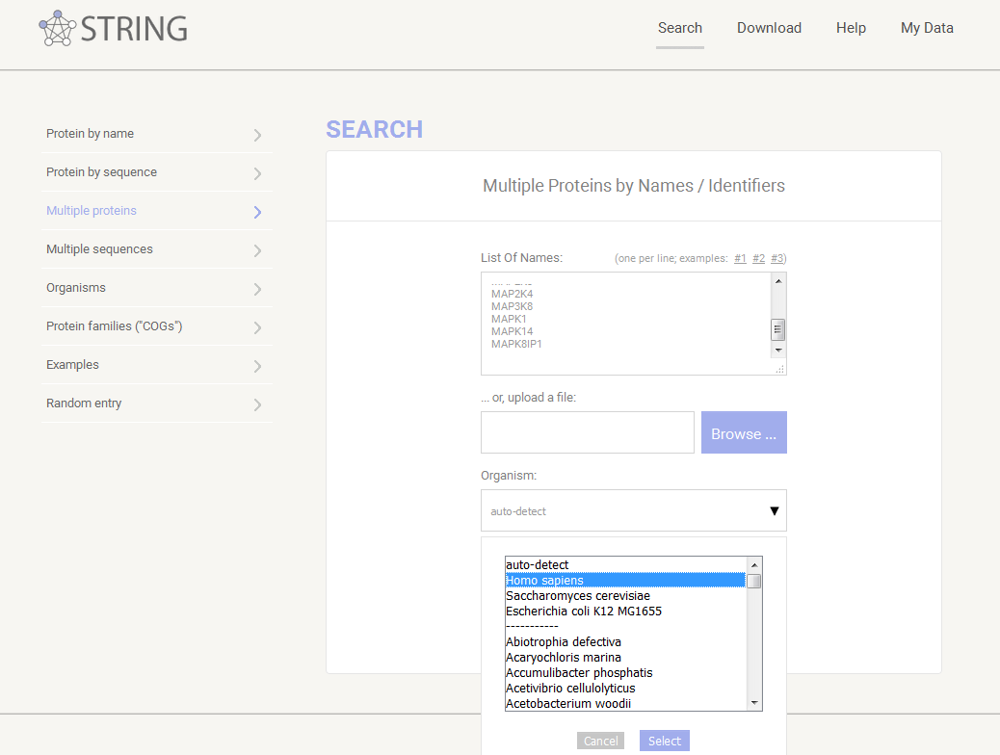 STRING
Search Download Help My Data
Protein by name
Protein by sequence
Multiple proteins
Multiple sequences
Organisms
Protein families ("COGs")
Examples
Random entry
SEARCH
Multiple Proteins by Names / Identifiers
List Of Names: (one per line; examples: #1 #2 #3)
MAP2K4
MAP3K8
MAPK1
MAPK14
MAPK8IP1
... or, upload a file:
Browse ...
Organism:
auto-detect
auto-detect
Homo sapiens
Saccharomyces cerevisiae
Escherichia coli K12 MG1655
-----------
Abiotrophia defectiva
Acaryochloris marina
Accumulibacter phosphatis
Acetivibrio cellulolyticus
Acetobacterium woodii
Cancel Select